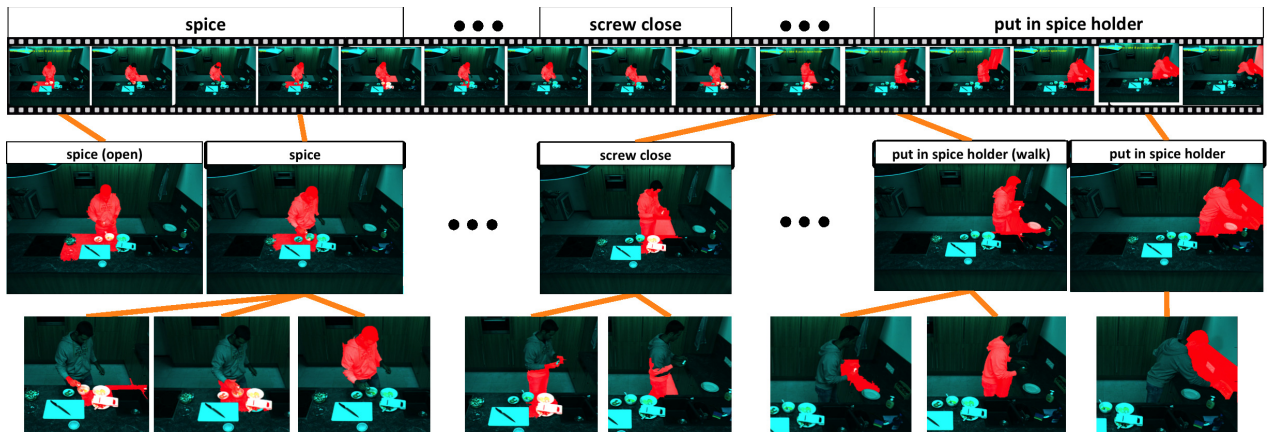 spice
screw close
put in spice holder
spice (open)
spice
screw close
put in spice holder (walk)
put in spice holder